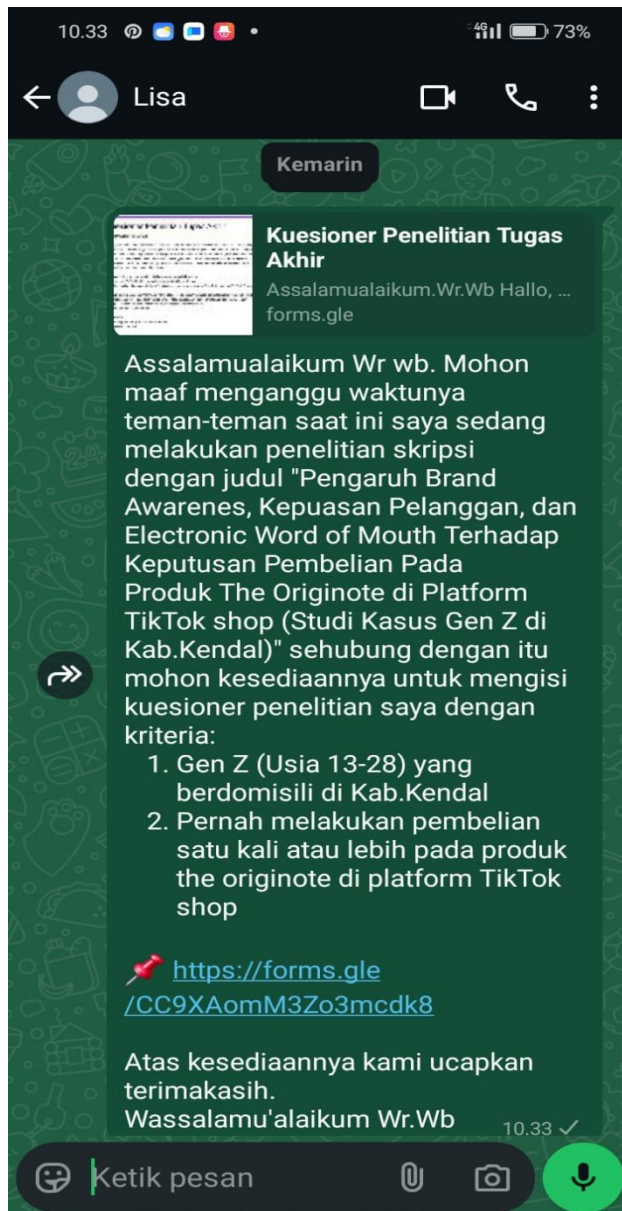 10.33
4G
73%
Lisa
Kemarin
Kuesioner Penelitian Tugas
Akhir
Assalamualaikum.Wr.Wb Hallo, ...
forms.gle
Assalamualaikum Wr wb. Mohon
maaf menganggu waktunya
teman-teman saat ini saya sedang
melakukan penelitian skripsi
dengan judul "Pengaruh Brand
Awarenes, Kepuasan Pelanggan, dan
Electronic Word of Mouth Terhadap
Keputusan Pembelian Pada
Produk The Originote di Platform
TikTok shop (Studi Kasus Gen Z di
Kab.Kendal)" sehubung dengan itu
mohon kesediaannya untuk mengisi
kuesioner penelitian saya dengan
kriteria:
1. Gen Z (Usia 13-28) yang
berdomisili di Kab.Kendal
2. Pernah melakukan pembelian
satu kali atau lebih pada produk
the originote di platform TikTok
shop
https://forms.gle
/CC9XAomM3Zo3mcdk8
Atas kesediaannya kami ucapkan
terimakasih.
Wassalamu'alaikum Wr.Wb
10.33
Ketik pesan